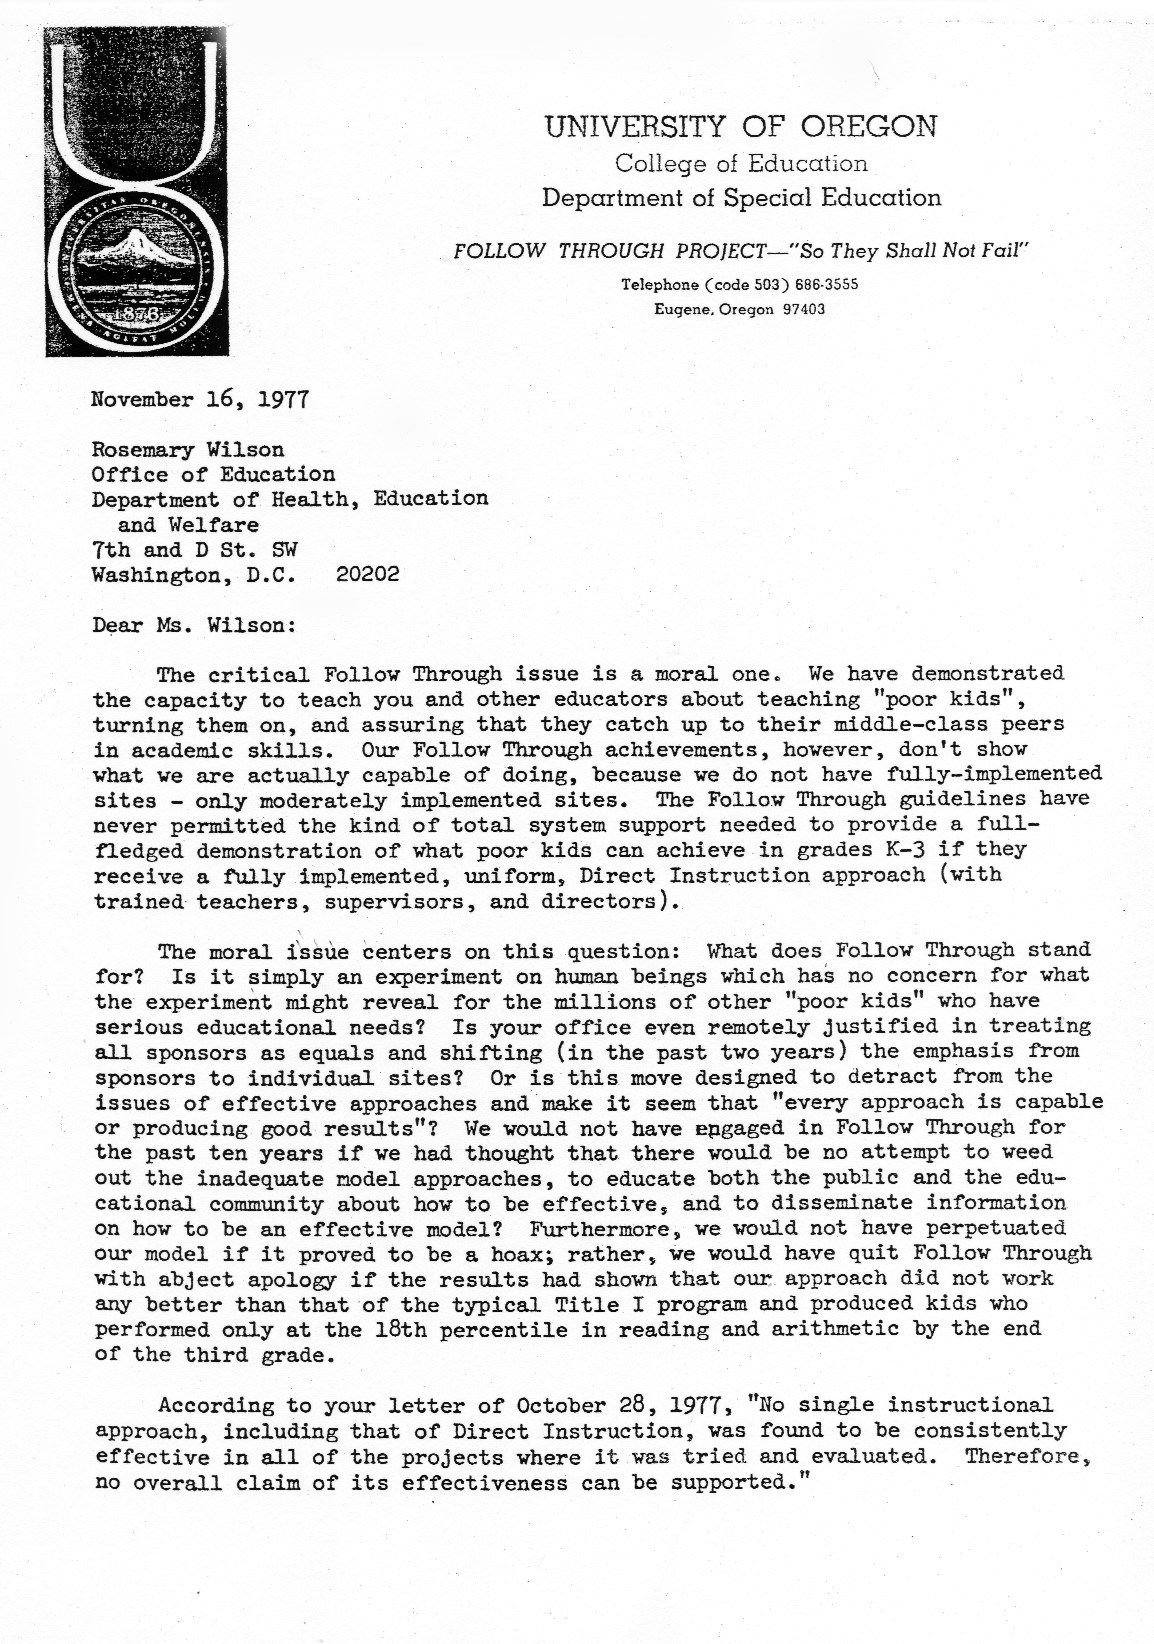 UNIVERSITAS OREGONENSIS
MENS AGITAT MOLEM
1876
UNIVERSITY OF OREGON
College of Education
Department of Special Education
FOLLOW THROUGH PROJECT—"So They Shall Not Fail"
Telephone (code 503) 686-3555
Eugene, Oregon 97403
November 16, 1977
Rosemary Wilson
Office of Education
Department of Health, Education
and Welfare
7th and D St. SW
Washington, D.C. 20202
Dear Ms. Wilson:
The critical Follow Through issue is a moral one. We have demonstrated
the capacity to teach you and other educators about teaching "poor kids",
turning them on, and assuring that they catch up to their middle-class peers
in academic skills. Our Follow Through achievements, however, don't show
what we are actually capable of doing, because we do not have fully-implemented
sites - only moderately implemented sites. The Follow Through guidelines have
never permitted the kind of total system support needed to provide a full-
fledged demonstration of what poor kids can achieve in grades K-3 if they
receive a fully implemented, uniform, Direct Instruction approach (with
trained teachers, supervisors, and directors).
The moral issue centers on this question: What does Follow Through stand
for? Is it simply an experiment on human beings which has no concern for what
the experiment might reveal for the millions of other "poor kids" who have
serious educational needs? Is your office even remotely justified in treating
all sponsors as equals and shifting (in the past two years) the emphasis from
sponsors to individual sites? Or is this move designed to detract from the
issues of effective approaches and make it seem that "every approach is capable
or producing good results"? We would not have engaged in Follow Through for
the past ten years if we had thought that there would be no attempt to weed
out the inadequate model approaches, to educate both the public and the edu-
cational community about how to be effective, and to disseminate information
on how to be an effective model? Furthermore, we would not have perpetuated
our model if it proved to be a hoax; rather, we would have quit Follow Through
with abject apology if the results had shown that our approach did not work
any better than that of the typical Title I program and produced kids who
performed only at the 18th percentile in reading and arithmetic by the end
of the third grade.
According to your letter of October 28, 1977, "No single instructional
approach, including that of Direct Instruction, was found to be consistently
effective in all of the projects where it was tried and evaluated. Therefore,
no overall claim of its effectiveness can be supported."